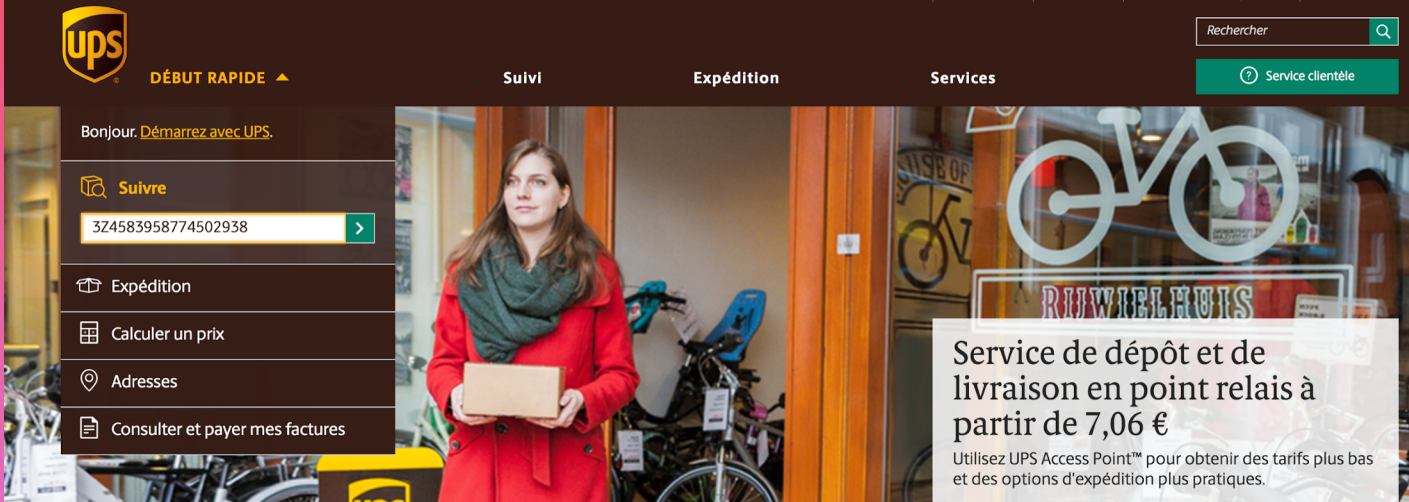 ups
DÉBUT RAPIDE
Suivi
Expédition
Services
Rechercher
Service clientèle
Bonjour. Démarrez avec UPS.
Suivre
3Z4583958774502938
Expédition
Calculer un prix
Adresses
Consulter et payer mes factures
RIJWIELHUIS
Service de dépôt et de
livraison en point relais à
partir de 7,06 €
Utilisez UPS Access Point™ pour obtenir des tarifs plus bas
et des options d'expédition plus pratiques.
ups